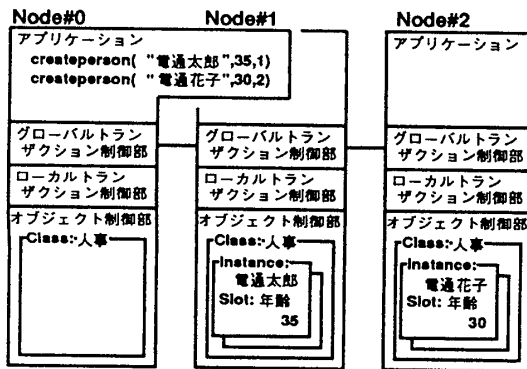 Node#0
アプリケーション
createperson( "電通太郎",35,1)
createperson( "電通花子",30,2)
グローバルトラン
ザクション制御部
ローカルトラン
ザクション制御部
オブジェクト制御部
Class:人事
Node#1
グローバルトラン
ザクション制御部
ローカルトラン
ザクション制御部
オブジェクト制御部
Class:人事
Instance:
電通太郎
Slot: 年齢
35
Node#2
アプリケーション
グローバルトラン
ザクション制御部
ローカルトラン
ザクション制御部
オブジェクト制御部
Class:人事
Instance:
電通花子
Slot: 年齢
30